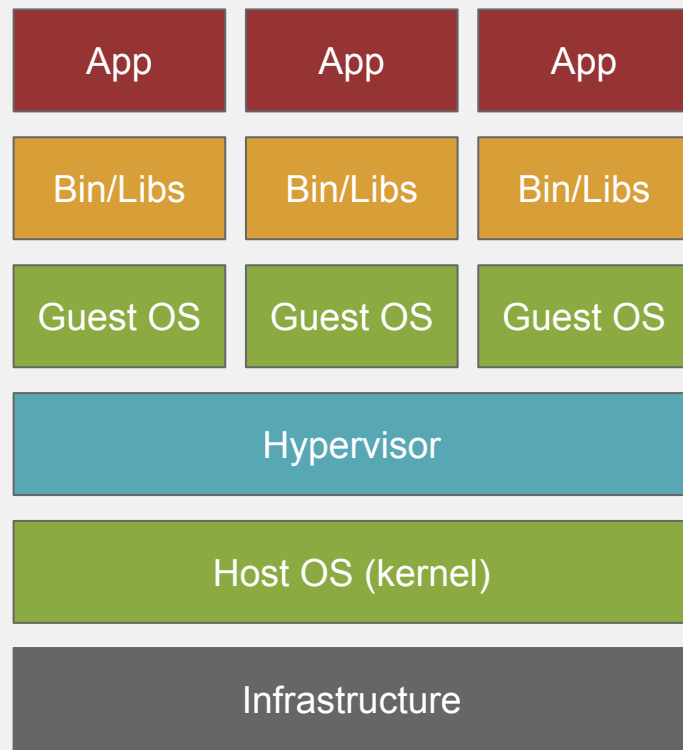 App App App
Bin/Libs Bin/Libs Bin/Libs
Guest OS Guest OS Guest OS
Hypervisor
Host OS (kernel)
Infrastructure